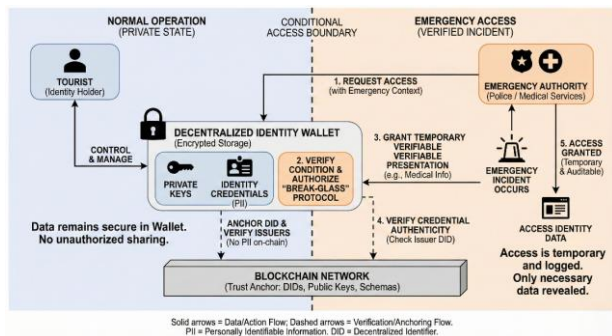 NORMAL OPERATION
(PRIVATE STATE)
CONDITIONAL
ACCESS BOUNDARY
EMERGENCY ACCESS
(VERIFIED INCIDENT)
TOURIST
(Identity Holder)
1. REQUEST ACCESS
(with Emergency Context)
EMERGENCY AUTHORITY
(Police / Medical Services)
CONTROL
& MANAGE
DECENTRALIZED IDENTITY WALLET
(Encrypted Storage)
PRIVATE
KEYS
IDENTITY
CREDENTIALS
(PII)
2. VERIFY
CONDITION &
AUTHORIZE
"BREAK-GLASS"
PROTOCOL
3. GRANT TEMPORARY
VERIFIABLE
VERIFIABLE
PRESENTATION
(e.g., Medical Info)
EMERGENCY
INCIDENT
OCCURS
5. ACCESS
GRANTED
(Temporary
& Auditable)
ACCESS IDENTITY
DATA
Data remains secure in Wallet.
No unauthorized sharing.
ANCHOR DID &
VERIFY ISSUERS
(No PII on-chain)
4. VERIFY CREDENTIAL
AUTHENTICITY
(Check Issuer DID)
Access is temporary
and logged.
Only necessary
data revealed.
BLOCKCHAIN NETWORK
(Trust Anchor: DIDs, Public Keys, Schemas)
Solid arrows = Data/Action Flow; Dashed arrows = Verification/Anchoring Flow.
PII = Personally Identifiable Information. DID = Decentralized Identifier.